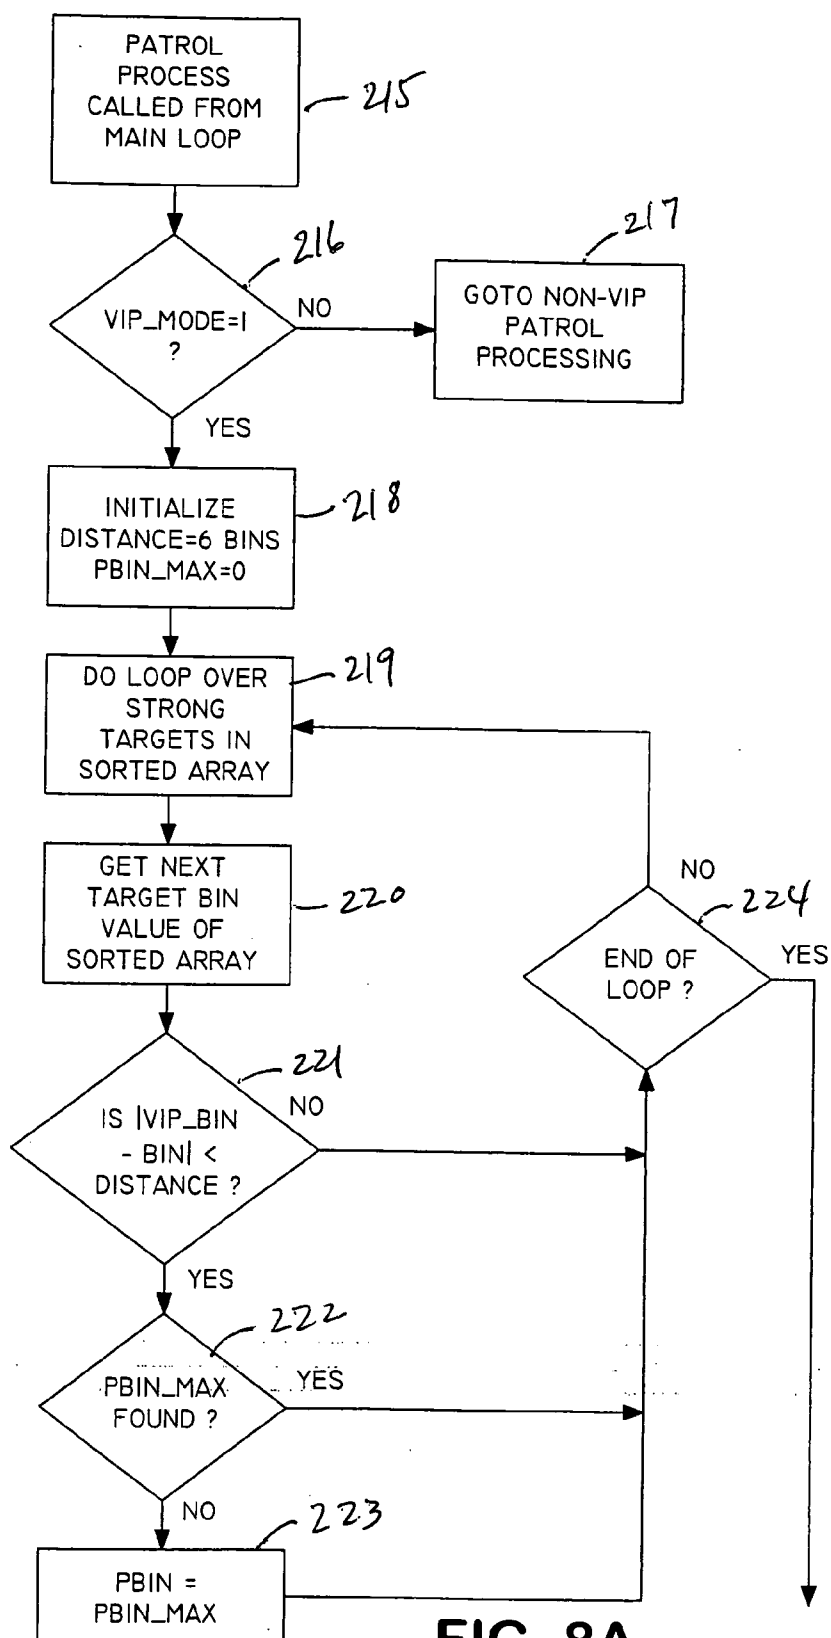 PATROL
PROCESS
CALLED FROM
MAIN LOOP
215
216
VIP_MODE=1
?
NO
217
GOTO NON-VIP
PATROL
PROCESSING
YES
INITIALIZE
DISTANCE=6 BINS
PBIN_MAX=0
218
DO LOOP OVER
STRONG
TARGETS IN
SORTED ARRAY
219
GET NEXT
TARGET BIN
VALUE OF
SORTED ARRAY
220
NO
224
END OF
LOOP ?
YES
221
IS |VIP_BIN
- BIN| <
DISTANCE ?
NO
YES
222
PBIN_MAX
FOUND ?
YES
NO
223
PBIN =
PBIN_MAX
FIG. 8A